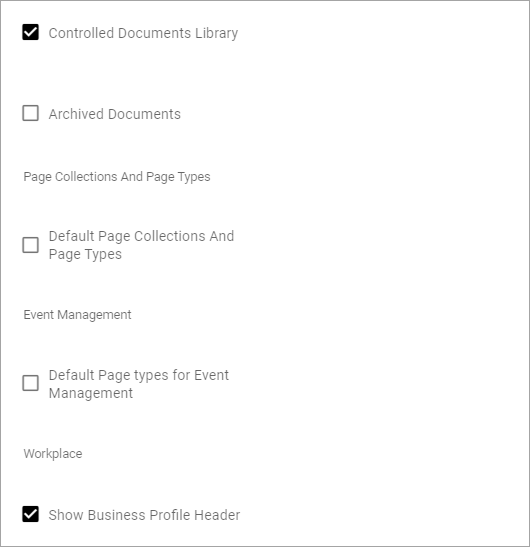 Controlled Documents Library
Archived Documents
Page Collections And Page Types
Default Page Collections And
Page Types
Event Management
Default Page types for Event
Management
Workplace
Show Business Profile Header